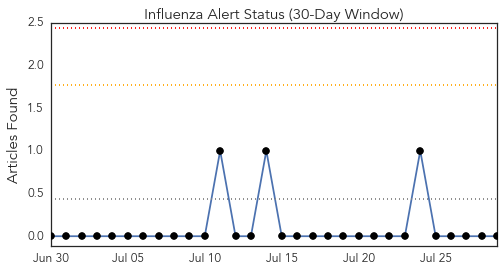 Influenza Alert Status (30-Day Window)
Articles Found
2.5
2.0
1.5
1.0
0.5
0.0
Jun 30
Jul 05
Jul 10
Jul 15
Jul 20
Jul 25